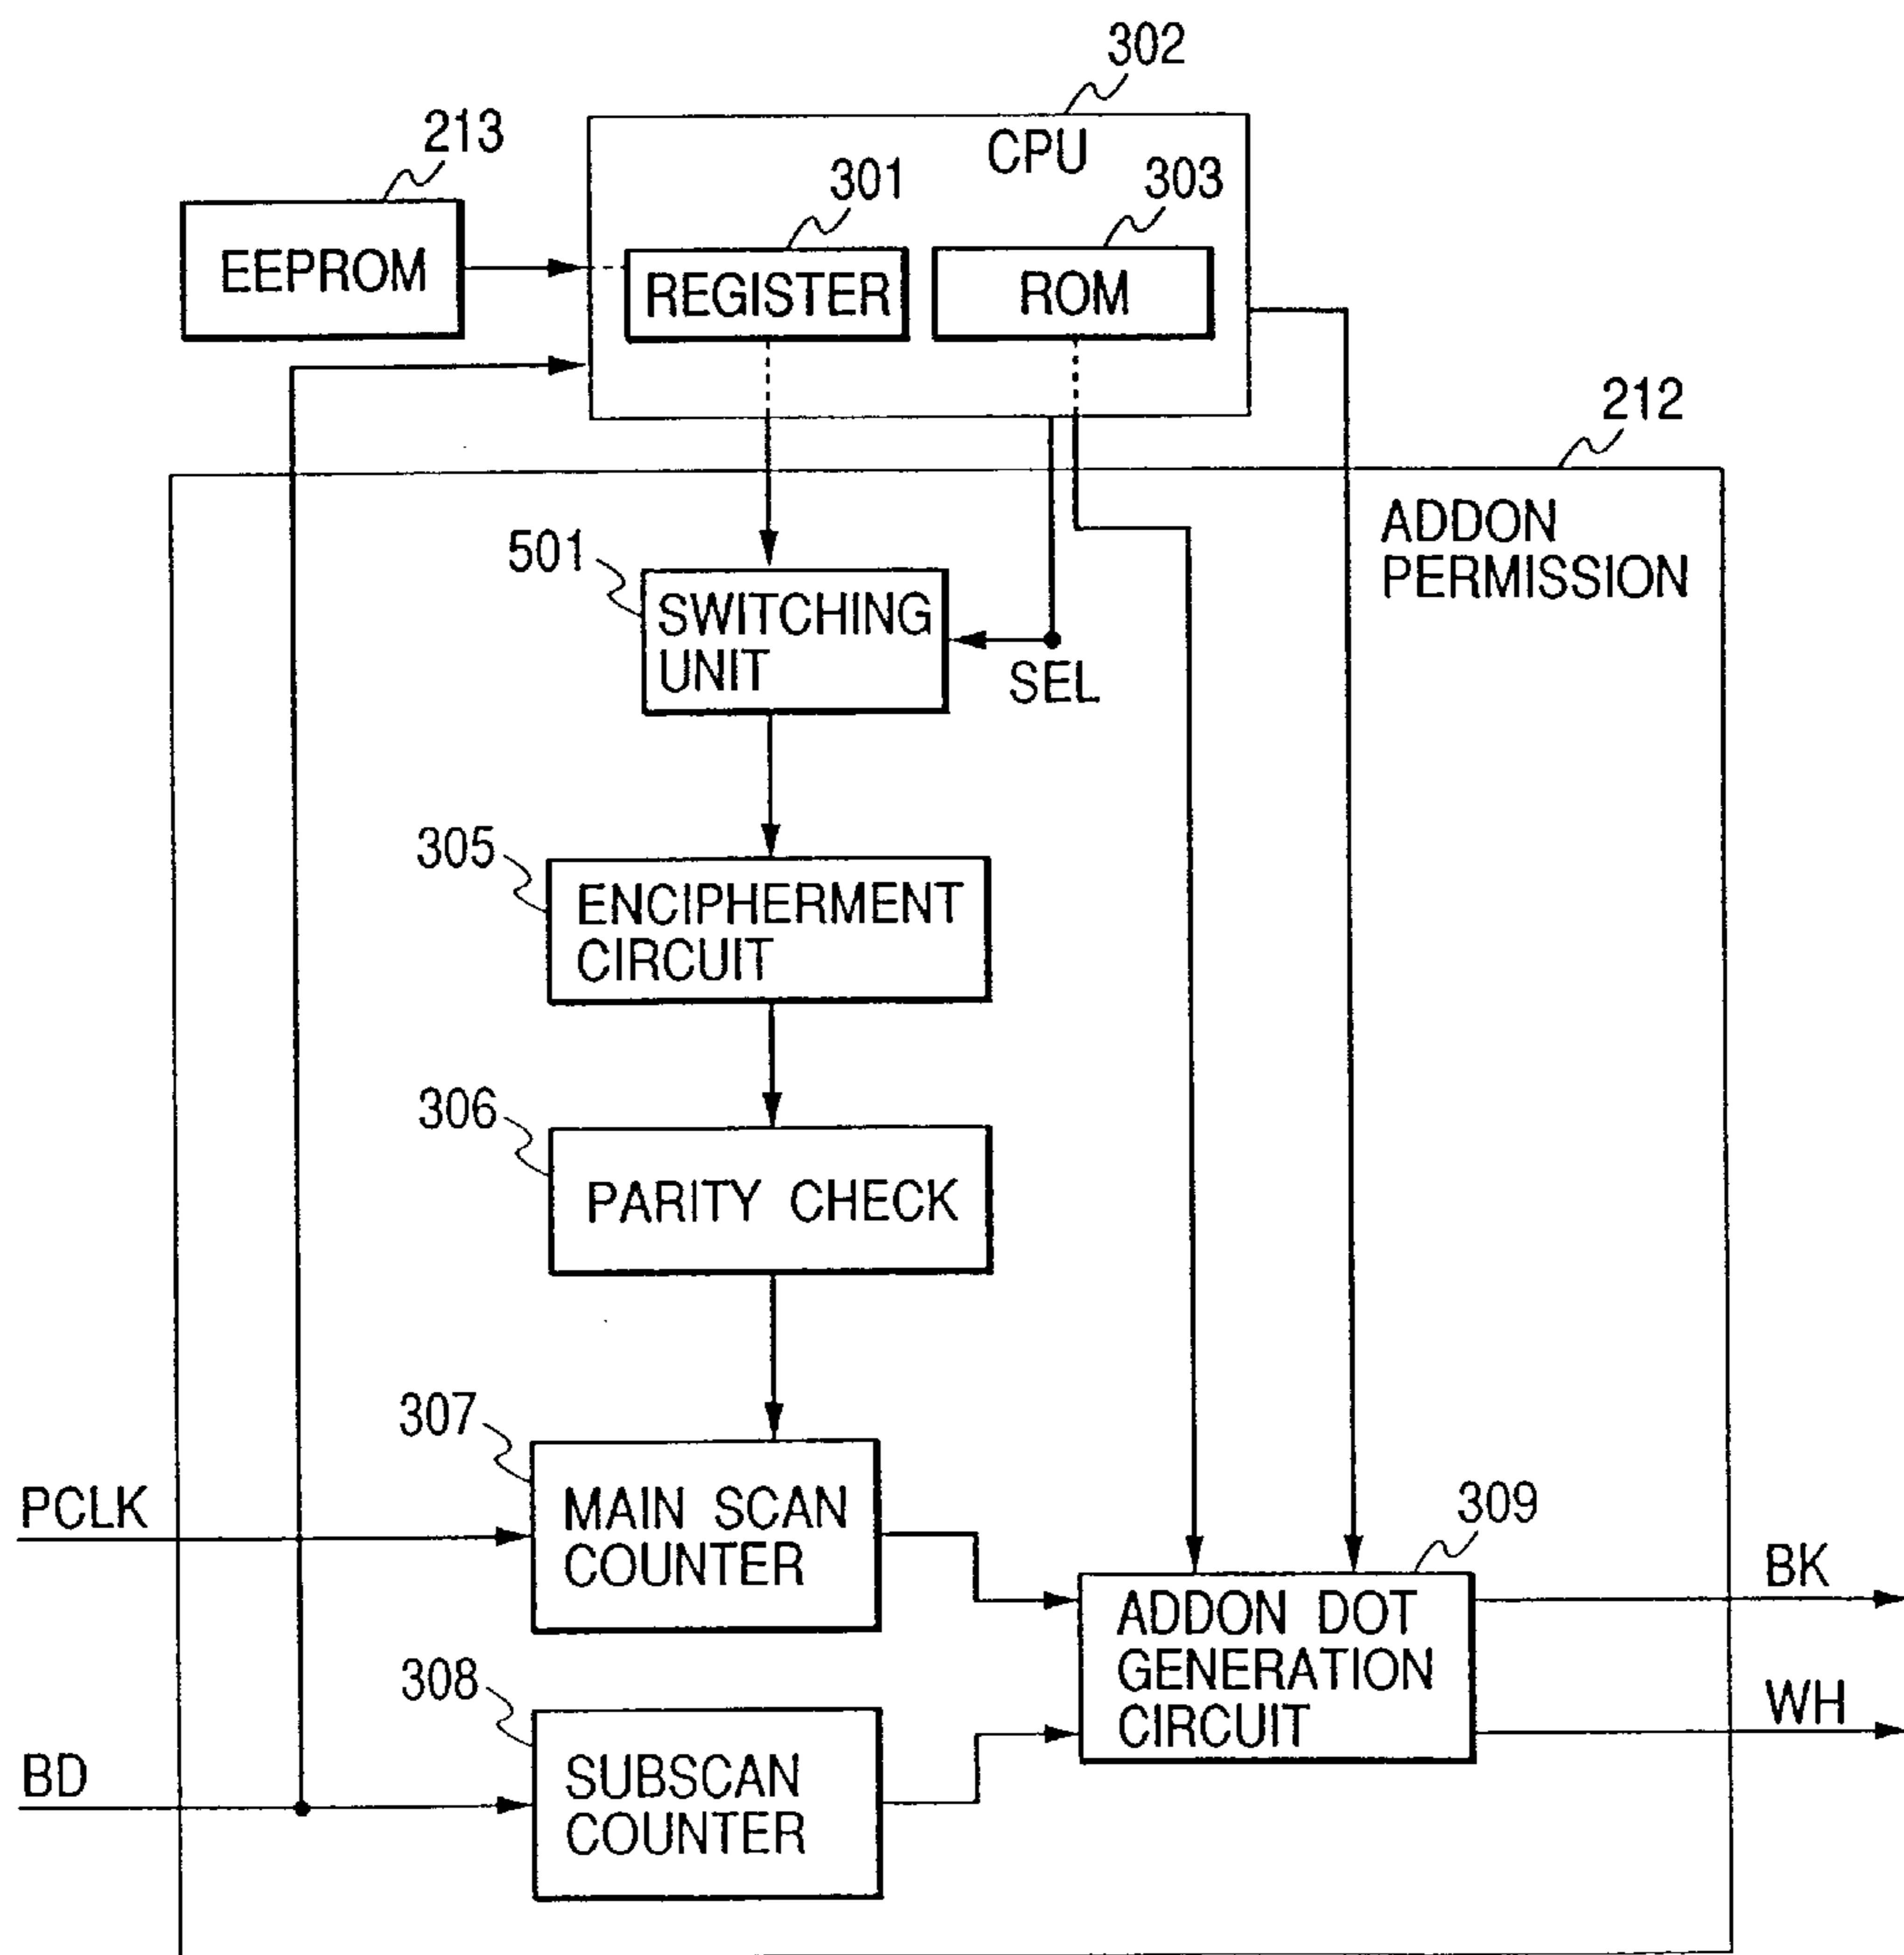 302
213
CPU
301
303
EEPROM
REGISTER
ROM
212
ADDON
PERMISSION
501
SWITCHING
UNIT
SEL
305
ENCIPHERMENT
CIRCUIT
306
PARITY CHECK
307
PCLK
MAIN SCAN
COUNTER
309
BK
ADDON DOT
GENERATION
CIRCUIT
WH
308
BD
SUBSCAN
COUNTER